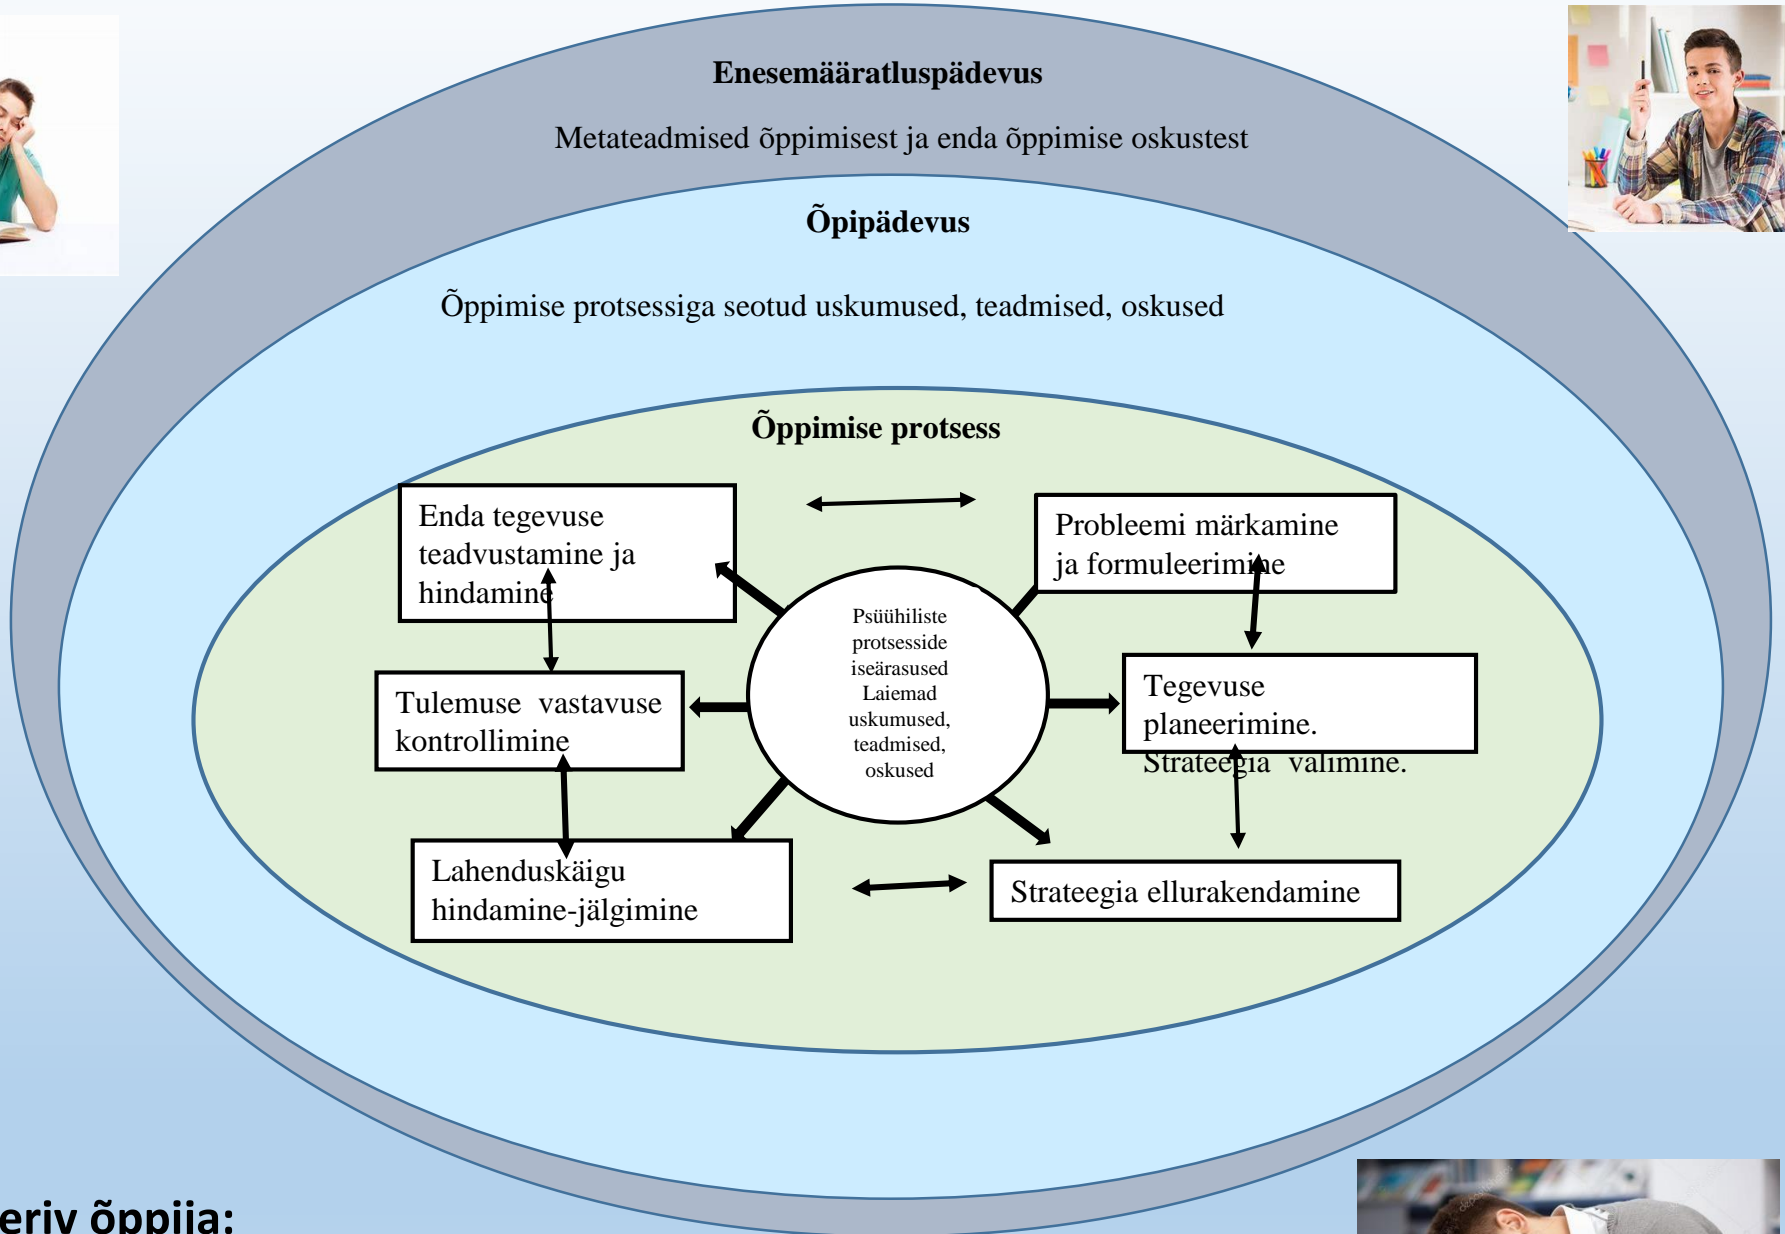 Enesemääratluspädevus
Metateadmised õppimisest ja enda õppimise oskustest
Õpipädevus
Õppimise protsessiga seotud uskumused, teadmised, oskused
Õppimise protsess
Enda tegevuse
teadvustamine ja
hindamine
Probleemi märkamine
ja formuleerimine
Psüühiliste
protsesside
iseärasused
Laiemad
uskumused,
teadmised,
oskused
Tulemuse vastavuse
kontrollimine
Tegevuse
planeerimine.
Strateegia valimine.
Lahenduskäigu
hindamine-jälgimine
Strateegia ellurakendamine
eriv õppija: